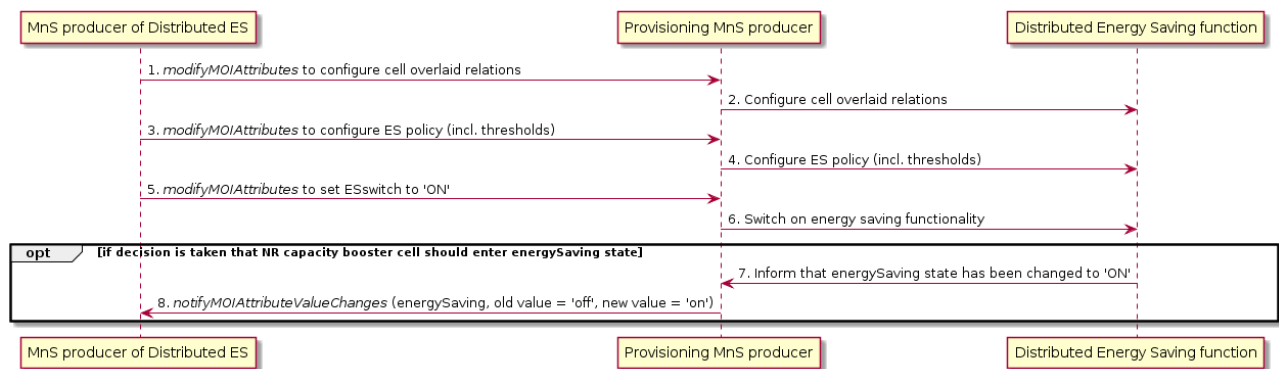 MnS producer of Distributed ES
Provisioning MnS producer
Distributed Energy Saving function
1. modifyMOIAttributes to configure cell overlaid relations
2. Configure cell overlaid relations
3. modifyMOIAttributes to configure ES policy (incl. thresholds)
4. Configure ES policy (incl. thresholds)
5. modifyMOIAttributes to set ESswitch to 'ON'
6. Switch on energy saving functionality
opt [if decision is taken that NR capacity booster cell should enter energySaving state]
7. Inform that energySaving state has been changed to 'ON'
8. notifyMOIAttributeValueChanges (energySaving, old value = 'off', new value = 'on')
MnS producer of Distributed ES
Provisioning MnS producer
Distributed Energy Saving function